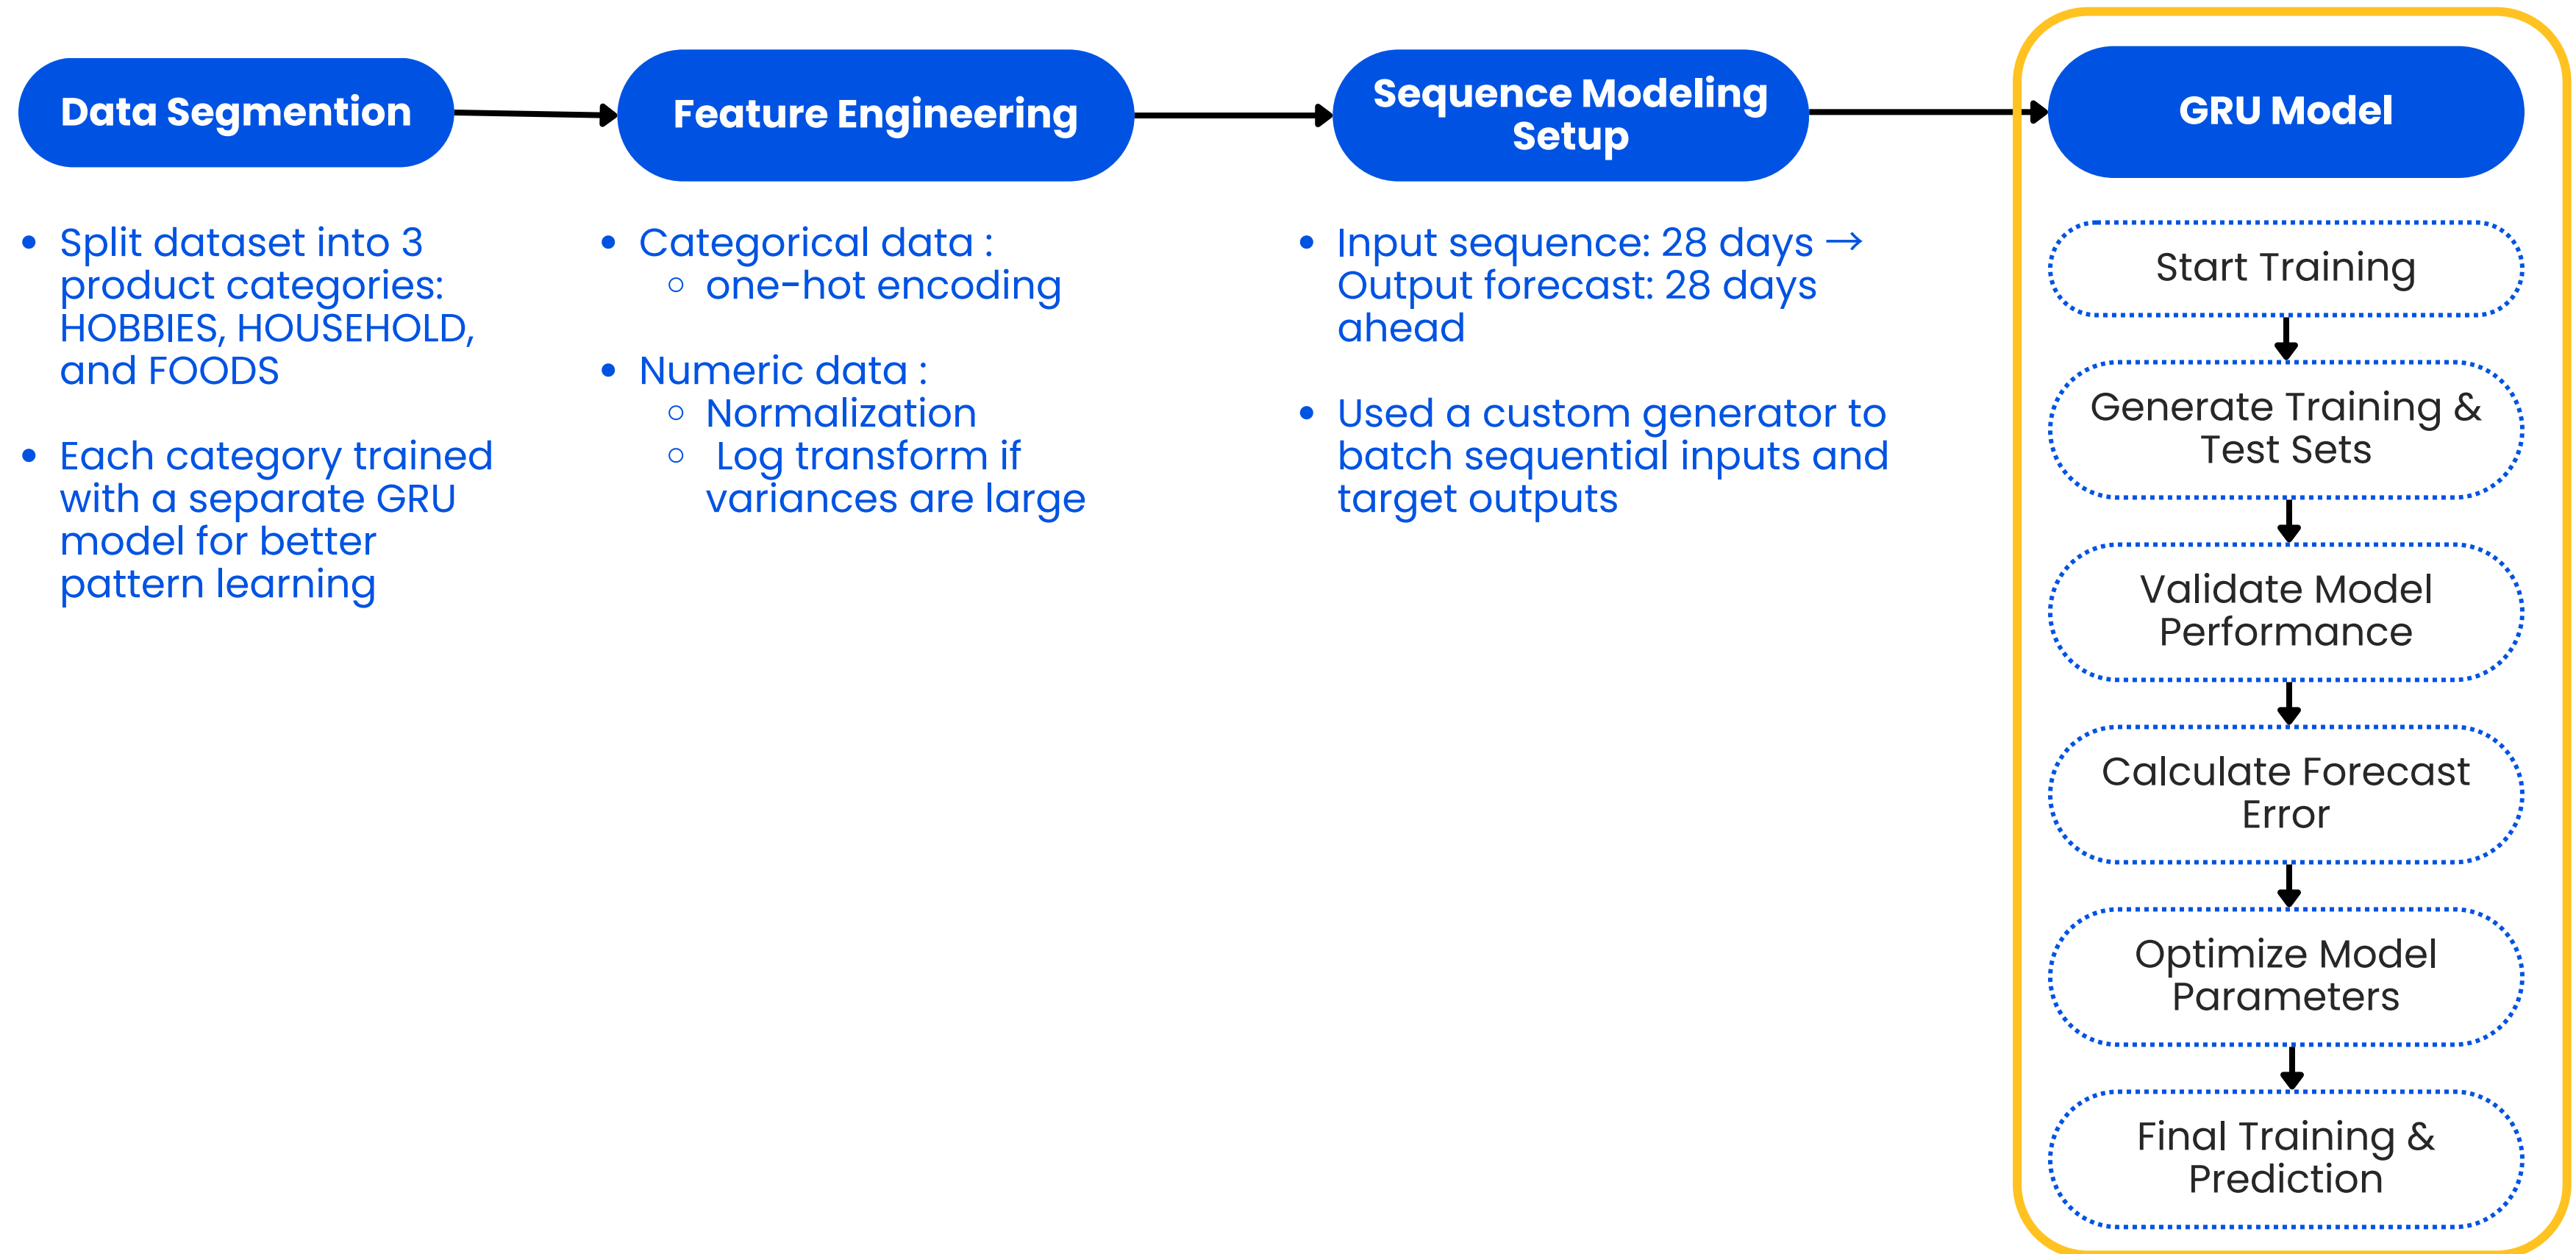 Data Segmention
Feature Engineering
Sequence Modeling
Setup
GRU Model
• Split dataset into 3
product categories:
HOBBIES, HOUSEHOLD,
and FOODS
• Each category trained
with a separate GRU
model for better
pattern learning
• Categorical data :
○ one-hot encoding
• Numeric data :
○ Normalization
○ Log transform if
variances are large
• Input sequence: 28 days →
Output forecast: 28 days
ahead
• Used a custom generator to
batch sequential inputs and
target outputs
Start Training
Generate Training &
Test Sets
Validate Model
Performance
Calculate Forecast
Error
Optimize Model
Parameters
Final Training &
Prediction